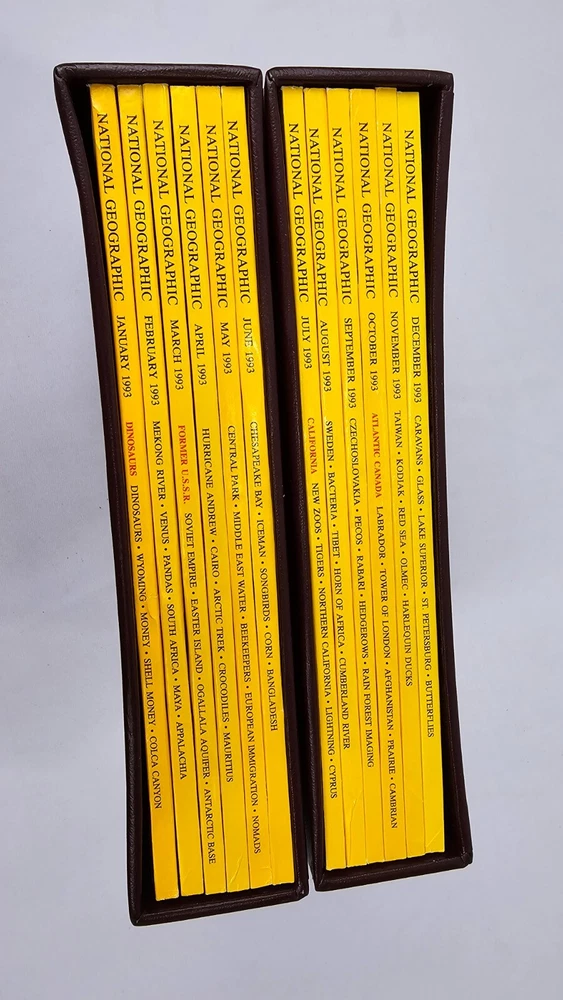 NATIONAL GEOGRAPHIC JANUARY 1993 DINOSAURS DINOSAURS • WYOMING • MONEY • SHELL MONEY • COLCA CANYON
NATIONAL GEOGRAPHIC FEBRUARY 1993 MEKONG RIVER • VENUS • PANDAS • SOUTH AFRICA • MAYA • APPALACHIA
NATIONAL GEOGRAPHIC MARCH 1993 FORMER U.S.S.R. SOVIET EMPIRE • EASTER ISLAND • OGALLALA AQUIFER • ANTARCTIC BASE
NATIONAL GEOGRAPHIC APRIL 1993 HURRICANE ANDREW • CAIRO • ARCTIC TREK • CROCODILES • MAURITIUS
NATIONAL GEOGRAPHIC MAY 1993 CENTRAL PARK • MIDDLE EAST WATER • BEEKEEPERS • EUROPEAN IMMIGRATION • NOMADS
NATIONAL GEOGRAPHIC JUNE 1993 CHESAPEAKE BAY • ICEMAN • SONGBIRDS • CORN • BANGLADESH
NATIONAL GEOGRAPHIC JULY 1993 CALIFORNIA NEW ZOOS • TIGERS • NORTHERN CALIFORNIA • LIGHTNING • CYPRUS
NATIONAL GEOGRAPHIC AUGUST 1993 SWEDEN • BACTERIA • TIBET • HORN OF AFRICA • CUMBERLAND RIVER
NATIONAL GEOGRAPHIC SEPTEMBER 1993 CZECHOSLOVAKIA • PECOS • RABARI • HEDGEROWS • RAIN FOREST IMAGING
NATIONAL GEOGRAPHIC OCTOBER 1993 ATLANTIC CANADA LABRADOR • TOWER OF LONDON • AFGHANISTAN • PRAIRIE • CAMBRIAN
NATIONAL GEOGRAPHIC NOVEMBER 1993 TAIWAN • KODIAK • RED SEA • OLMEC • HARLEQUIN DUCKS
NATIONAL GEOGRAPHIC DECEMBER 1993 CARAVANS • GLASS • LAKE SUPERIOR • ST. PETERSBURG • BUTTERFLIES